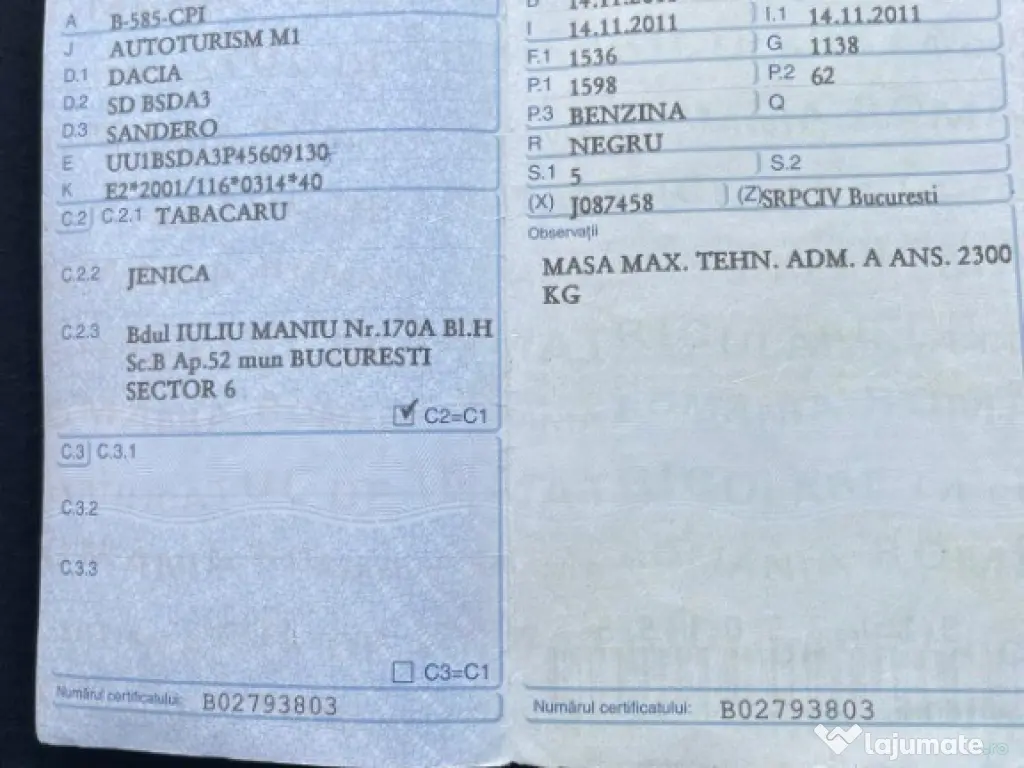 A B-585-CPI
J AUTOTURISM M1
D.1 DACIA
D.2 SD BSDA3
D.3 SANDERO
E UU1BSDA3P45609130
K E2*2001/116*0314*40
C.2 C.2.1 TABACARU
C.2.2 JENICA
C.2.3 Bdul IULIU MANIU Nr.170A Bl.H
Sc.B Ap.52 mun BUCURESTI
SECTOR 6
C2=C1
C.3 C.3.1
C.3.2
C.3.3
C3=C1
Numărul certificatului: B02793803
I 14.11.2011 I.1 14.11.2011
F.1 1536 G 1138
P.1 1598 P.2 62
P.3 BENZINA Q
R NEGRU
S.1 5 S.2
(X) J087458 (Z)SRPCIV Bucuresti
Observații
MASA MAX. TEHN. ADM. A ANS. 2300
KG
Numărul certificatului: B02793803
lajumate.ro